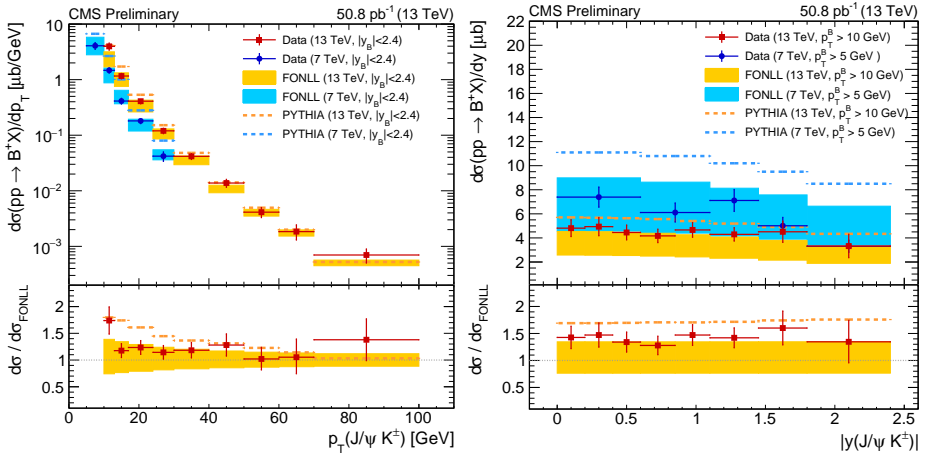 CMS Preliminary 50.8 pb⁻¹ (13 TeV)
dσ(pp → B⁺X)/dp_T [μb/GeV]
Data (13 TeV, |y_B|<2.4)
Data (7 TeV, |y_B|<2.4)
FONLL (13 TeV, |y_B|<2.4)
FONLL (7 TeV, |y_B|<2.4)
PYTHIA (13 TeV, |y_B|<2.4)
PYTHIA (7 TeV, |y_B|<2.4)
10
1
10⁻¹
10⁻²
10⁻³
dσ / dσ_FONLL
2
1.5
1
0.5
0 20 40 60 80 100
p_T(J/ψ K±) [GeV]
CMS Preliminary 50.8 pb⁻¹ (13 TeV)
dσ(pp → B⁺X)/dy [μb]
Data (13 TeV, p_T^B > 10 GeV)
Data (7 TeV, p_T^B > 5 GeV )
FONLL (13 TeV, p_T^B > 10 GeV)
FONLL (7 TeV, p_T^B > 5 GeV)
PYTHIA (13 TeV, p_T^B > 10 GeV)
PYTHIA (7 TeV, p_T^B > 5 GeV)
22
20
18
16
14
12
10
8
6
4
2
dσ / dσ_FONLL
2
1.5
1
0.5
0 0.5 1 1.5 2 2.5
|y(J/ψ K±)|